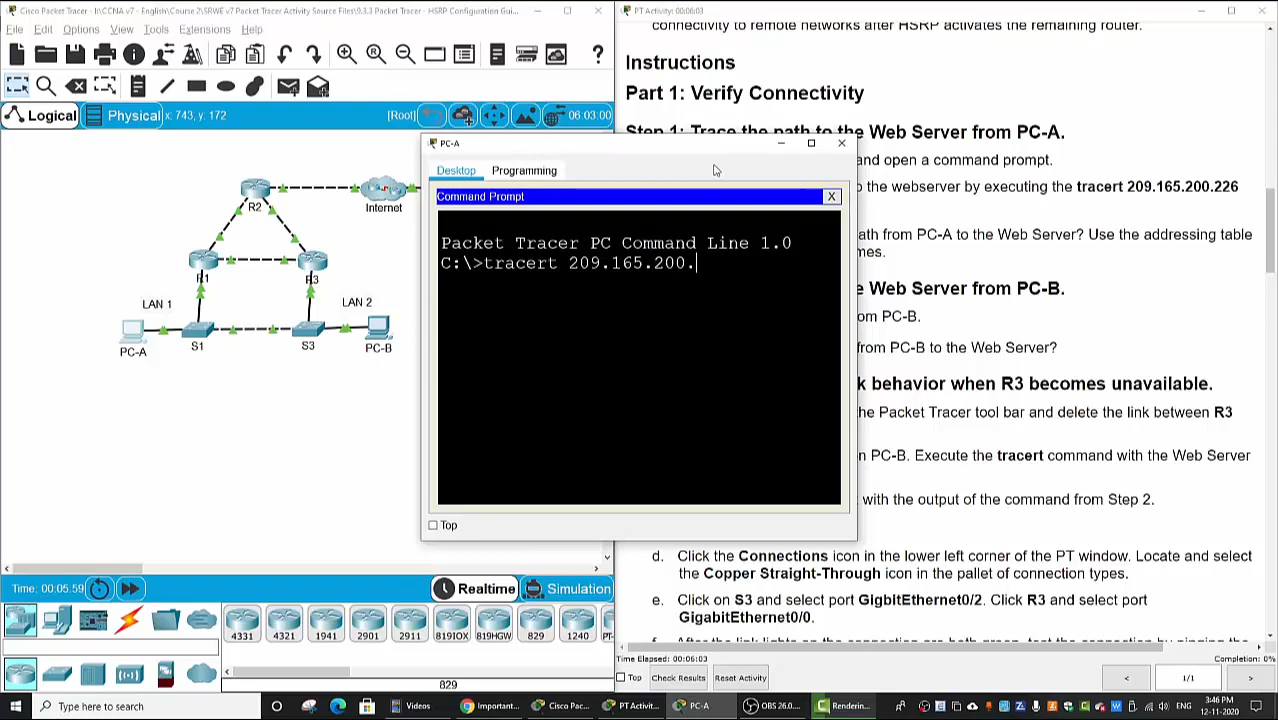 Cisco Packet Tracer - In\CCNA v7 - English\Course 2\SRWE v7 Packet Tracer Activity Source Files\9.3.3 Packet Tracer - HSRP Configuration Gui...
File Edit Options View Tools Extensions Help
Logical
Physical
x: 743, y: 172
[Root]
06:03:00
R2
Internet
R1
R3
LAN 1
LAN 2
PC-A
S1
S3
PC-B
PC-A
Desktop
Programming
Command Prompt
X
Packet Tracer PC Command Line 1.0
C:\>tracert 209.165.200.
Top
PT Activity: 00:06:03
connectivity to remote networks after HSRP activates the remaining router.
Instructions
Part 1: Verify Connectivity
Step 1: Trace the path to the Web Server from PC-A.
and open a command prompt.
o the webserver by executing the tracert 209.165.200.226
ath from PC-A to the Web Server? Use the addressing table
mes.
e Web Server from PC-B.
om PC-B.
from PC-B to the Web Server?
k behavior when R3 becomes unavailable.
the Packet Tracer tool bar and delete the link between R3
n PC-B. Execute the tracert command with the Web Server
with the output of the command from Step 2.
d. Click the Connections icon in the lower left corner of the PT window. Locate and select
the Copper Straight-Through icon in the pallet of connection types.
e. Click on S3 and select port GigbitEthernet0/2. Click R3 and select port
GigabitEthernet0/0.
Time Elapsed: 00:06:03
Completion: 0%
Top
Check Results
Reset Activity
<
1/1
>
Time: 00:05:59
Realtime
Simulation
4331 4321 1941 2901 2911 819IOX 819HGW 829 1240 PT-
829
Type here to search
Videos
Important...
Cisco Pac...
PT Activit...
PC-A
OBS 26.0...
Renderin...
ENG
3:46 PM
12-11-2020